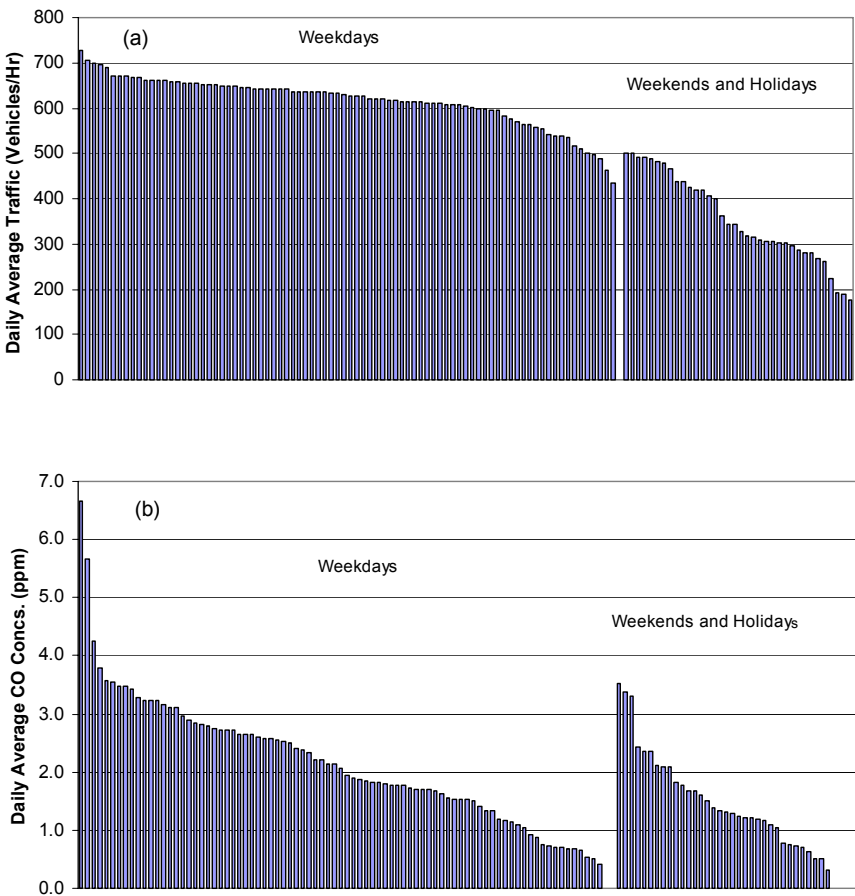 800
700
600
500
400
300
200
100
0
Daily Average Traffic (Vehicles/Hr)
(a)
Weekdays
Weekends and Holidays
7.0
6.0
5.0
4.0
3.0
2.0
1.0
0.0
Daily Average CO Concs. (ppm)
(b)
Weekdays
Weekends and Holidays